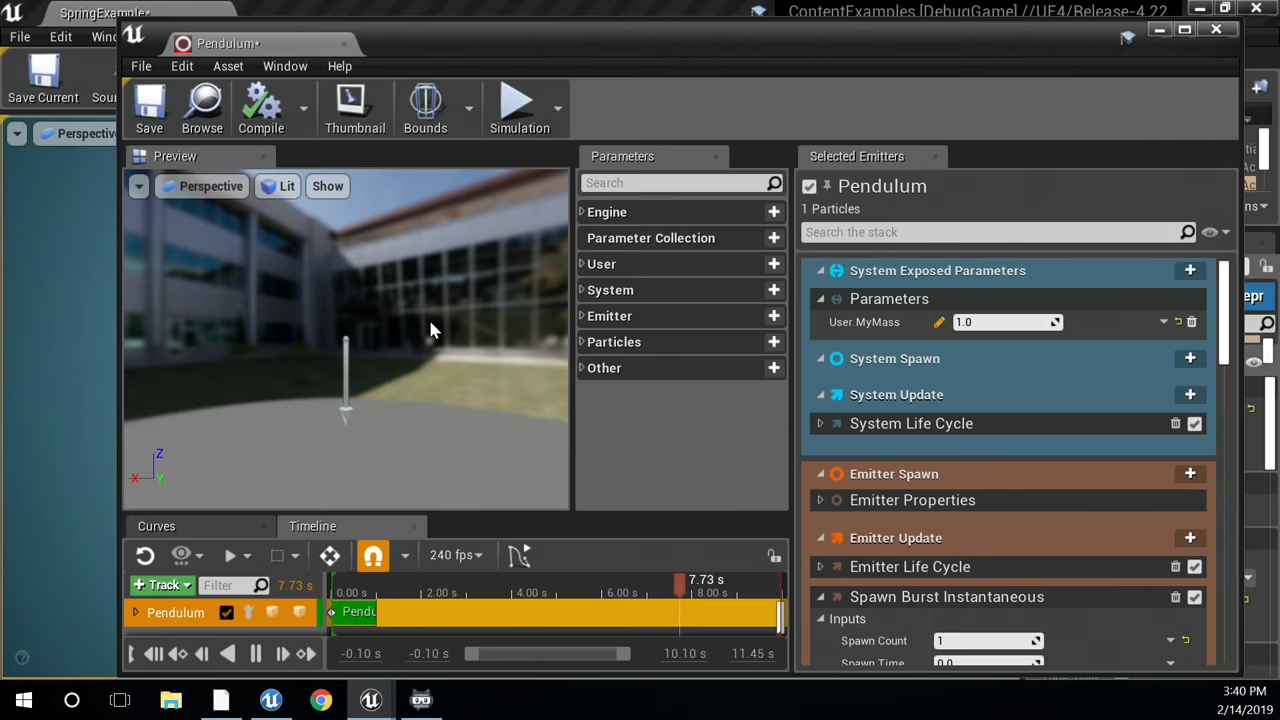 SpringExample*
ContentExamples [DebugGame] //UE4/Release-4.22
File Edit
Pendulum*
File Edit Asset Window Help
Save Current
Save Browse Compile Thumbnail Bounds Simulation
Preview
Parameters
Selected Emitters
Perspective Lit Show
Search
Pendulum
1 Particles
Search the stack
Engine
Parameter Collection
User
System
Emitter
Particles
Other
System Exposed Parameters
Parameters
User.MyMass 1.0
System Spawn
System Update
System Life Cycle
Emitter Spawn
Emitter Properties
Emitter Update
Emitter Life Cycle
Spawn Burst Instantaneous
Inputs
Spawn Count 1
Spawn Time 0.0
Z
X Y
Curves Timeline
240 fps
Track Filter 7.73 s
7.73 s
0.00 s 2.00 s 4.00 s 6.00 s 8.00 s
Pendulum
-0.10 s -0.10 s 10.10 s 11.45 s
3:40 PM
2/14/2019